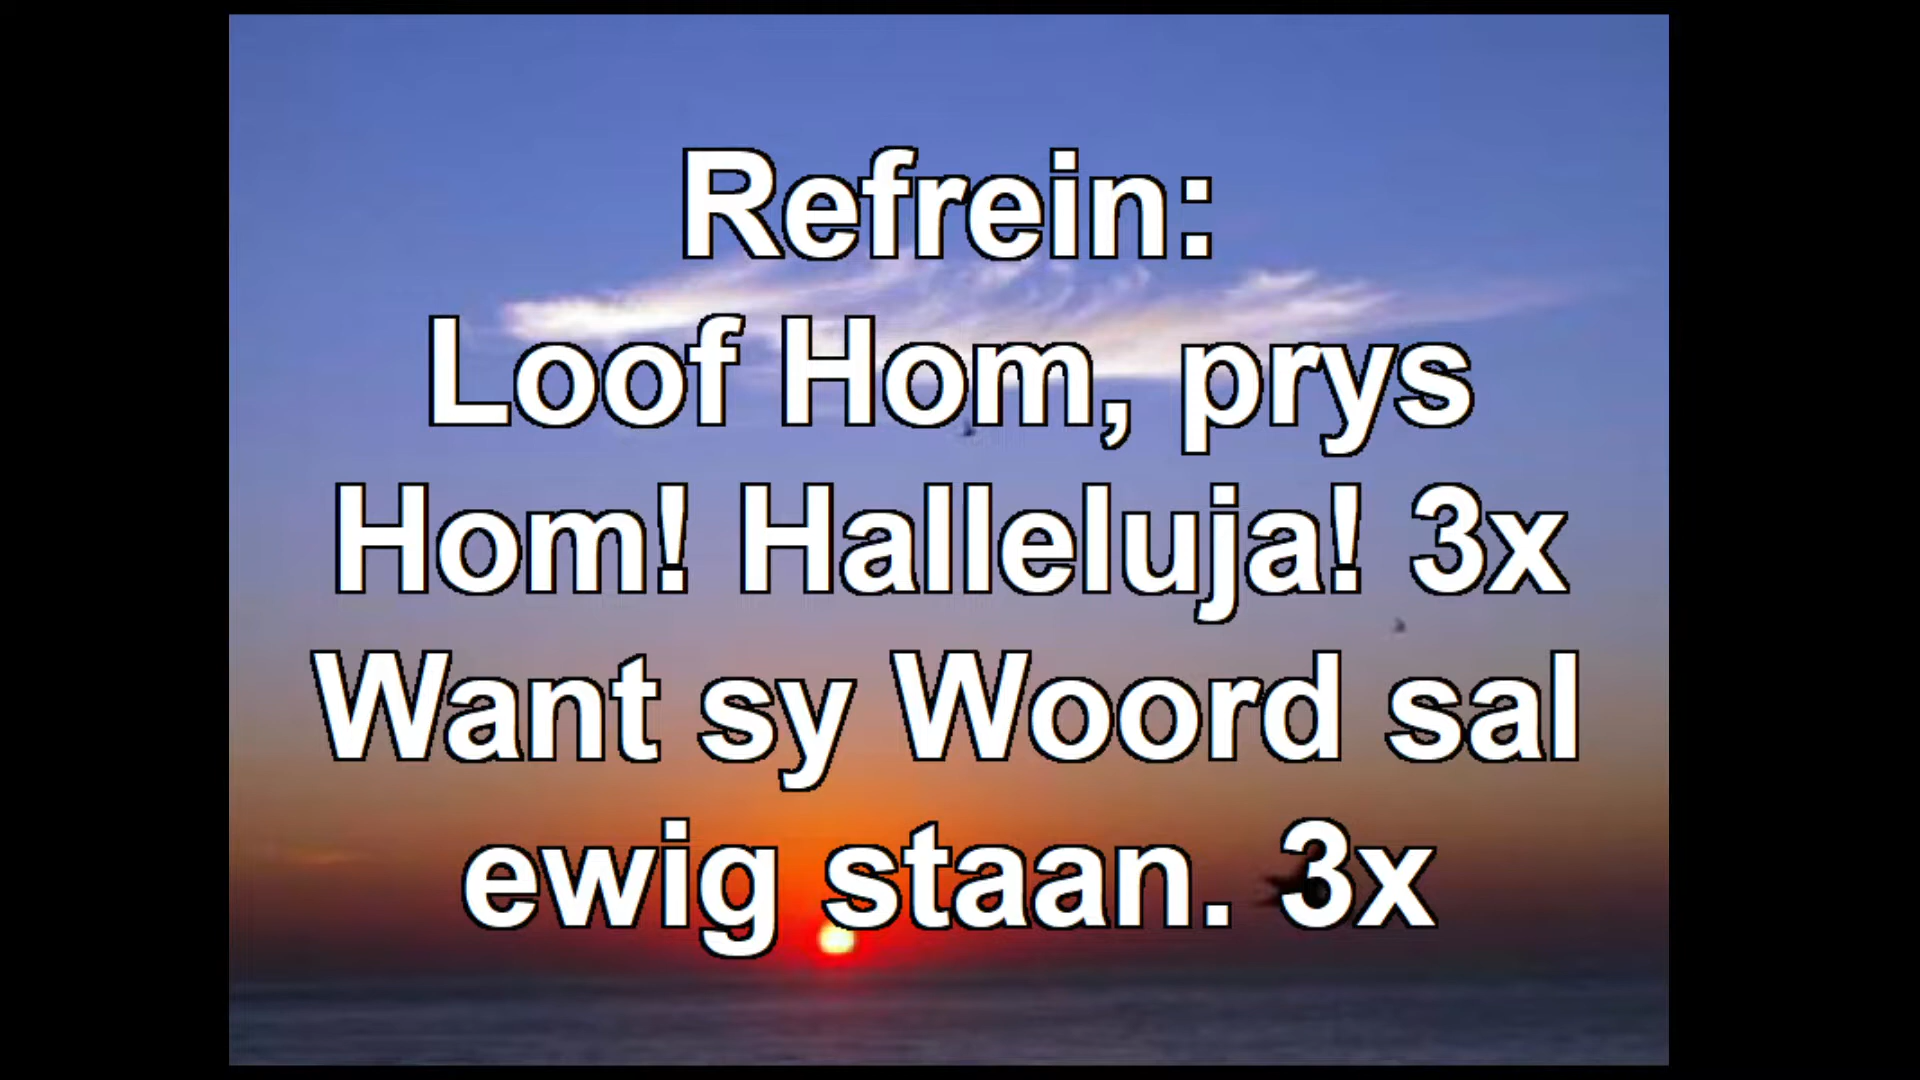 Refrein:
Loof Hom, prys
Hom! Halleluja! 3x
Want sy Woord sal
ewig staan. 3x